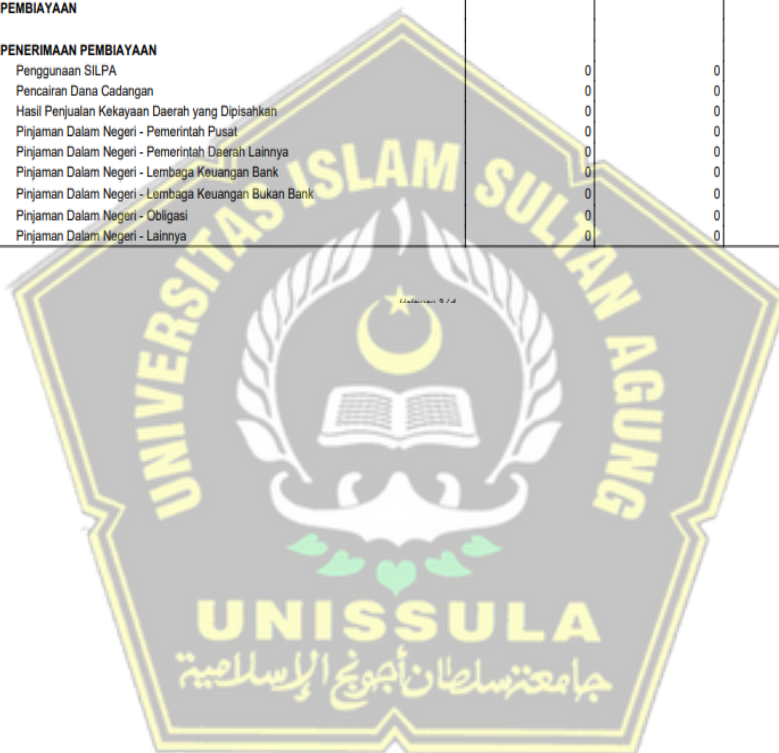 PEMBIAYAAN
PENERIMAAN PEMBIAYAAN
Penggunaan SILPA 0 0
Pencairan Dana Cadangan 0 0
Hasil Penjualan Kekayaan Daerah yang Dipisahkan 0 0
Pinjaman Dalam Negeri - Pemerintah Pusat 0 0
Pinjaman Dalam Negeri - Pemerintah Daerah Lainnya 0 0
Pinjaman Dalam Negeri - Lembaga Keuangan Bank 0 0
Pinjaman Dalam Negeri - Lembaga Keuangan Bukan Bank 0 0
Pinjaman Dalam Negeri - Obligasi 0 0
Pinjaman Dalam Negeri - Lainnya 0 0
UNIVERSITAS ISLAM SULTAN AGUNG
UNISSULA
جامعة سلطان أجونج الإسلامية